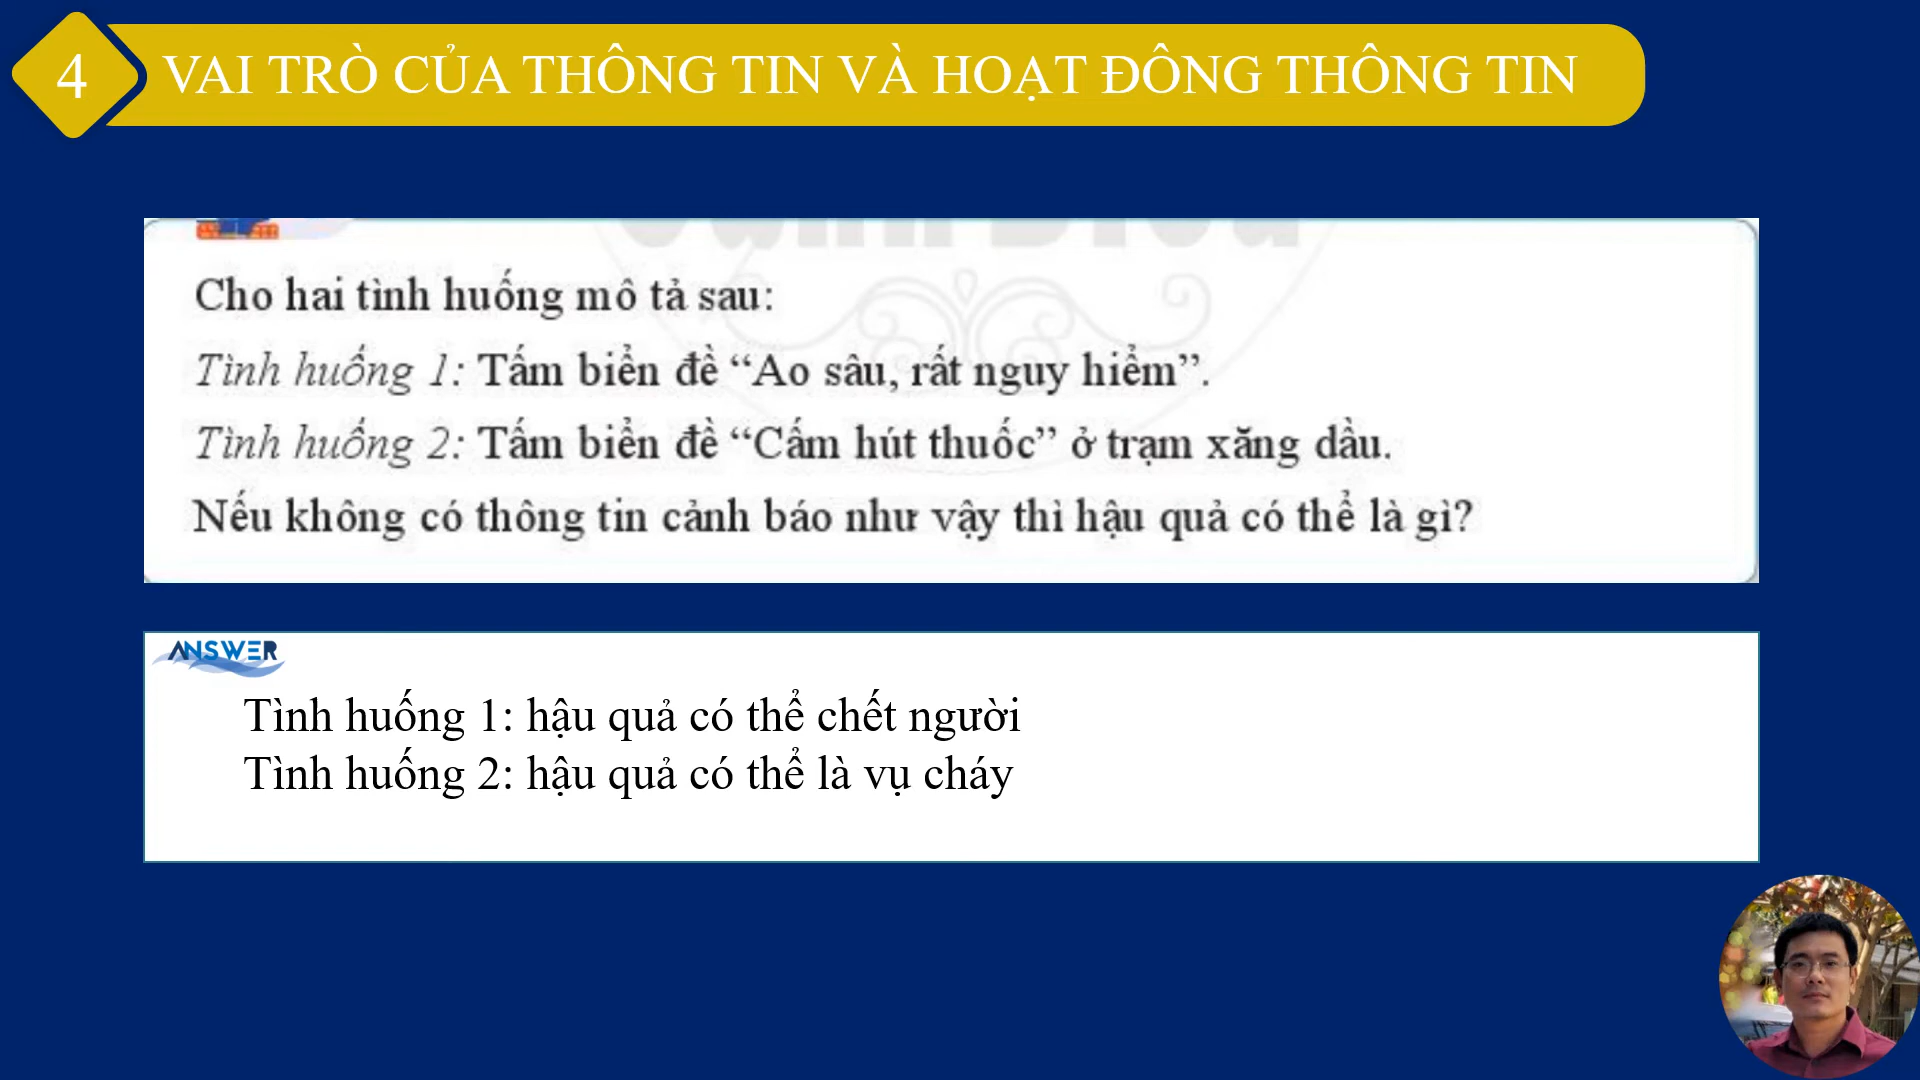 4
VAI TRÒ CỦA THÔNG TIN VÀ HOẠT ĐÔNG THÔNG TIN
Cho hai tình huống mô tả sau:
Tình huống 1: Tấm biển đề “Ao sâu, rất nguy hiểm”.
Tình huống 2: Tấm biển đề “Cấm hút thuốc” ở trạm xăng dầu.
Nếu không có thông tin cảnh báo như vậy thì hậu quả có thể là gì?
ANSWER
Tình huống 1: hậu quả có thể chết người
Tình huống 2: hậu quả có thể là vụ cháy